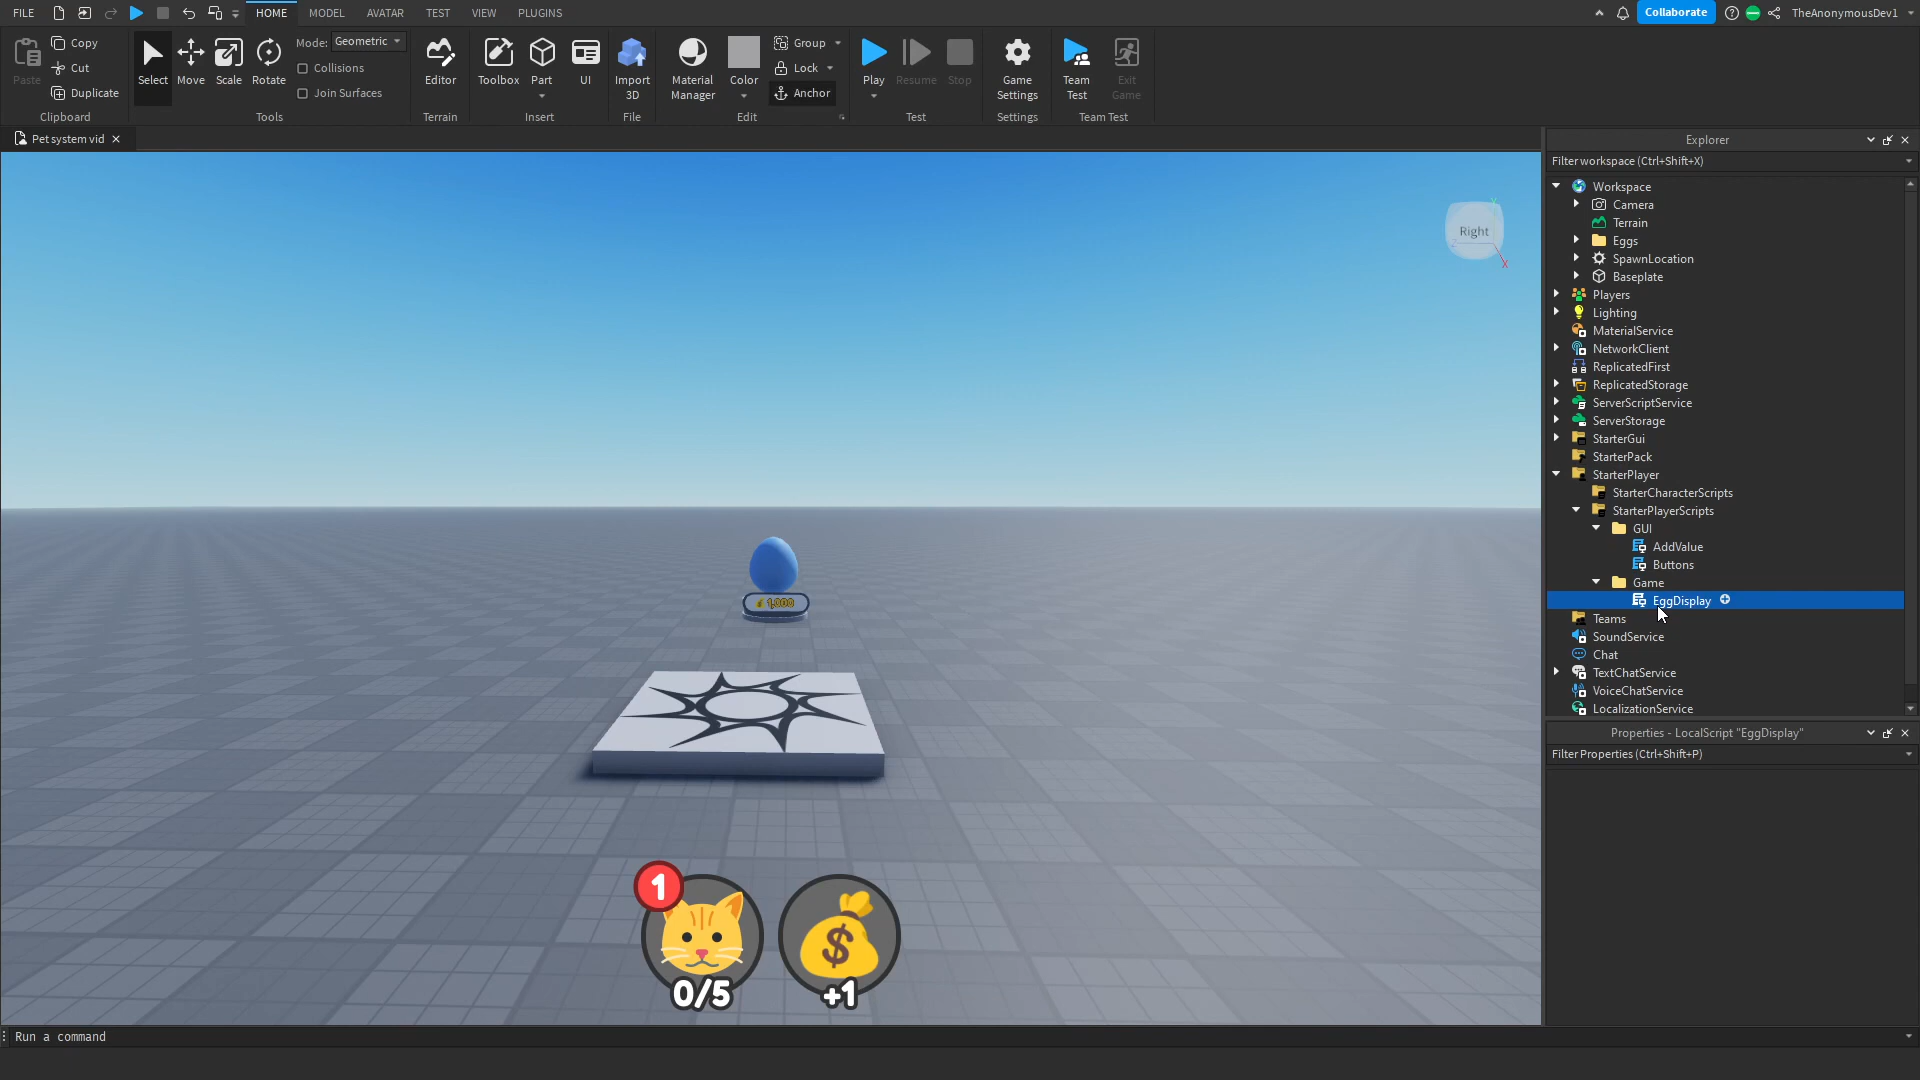 FILE
HOME
MODEL
AVATAR
TEST
VIEW
PLUGINS
Collaborate
TheAnonymousDev1
Paste
Copy
Cut
Duplicate
Clipboard
Select
Move
Scale
Rotate
Mode: Geometric
Collisions
Join Surfaces
Tools
Editor
Terrain
Toolbox
Part
UI
Insert
Import
3D
File
Material
Manager
Color
Group
Lock
Anchor
Edit
Play
Resume
Stop
Test
Game
Settings
Settings
Team
Test
Exit
Game
Team Test
Pet system vid
Right
X
1,000
1
0/5
$
+1
Run a command
Explorer
Filter workspace (Ctrl+Shift+X)
Workspace
Camera
Terrain
Eggs
SpawnLocation
Baseplate
Players
Lighting
MaterialService
NetworkClient
ReplicatedFirst
ReplicatedStorage
ServerScriptService
ServerStorage
StarterGui
StarterPack
StarterPlayer
StarterCharacterScripts
StarterPlayerScripts
GUI
AddValue
Buttons
Game
EggDisplay
Teams
SoundService
Chat
TextChatService
VoiceChatService
LocalizationService
Properties - LocalScript "EggDisplay"
Filter Properties (Ctrl+Shift+P)